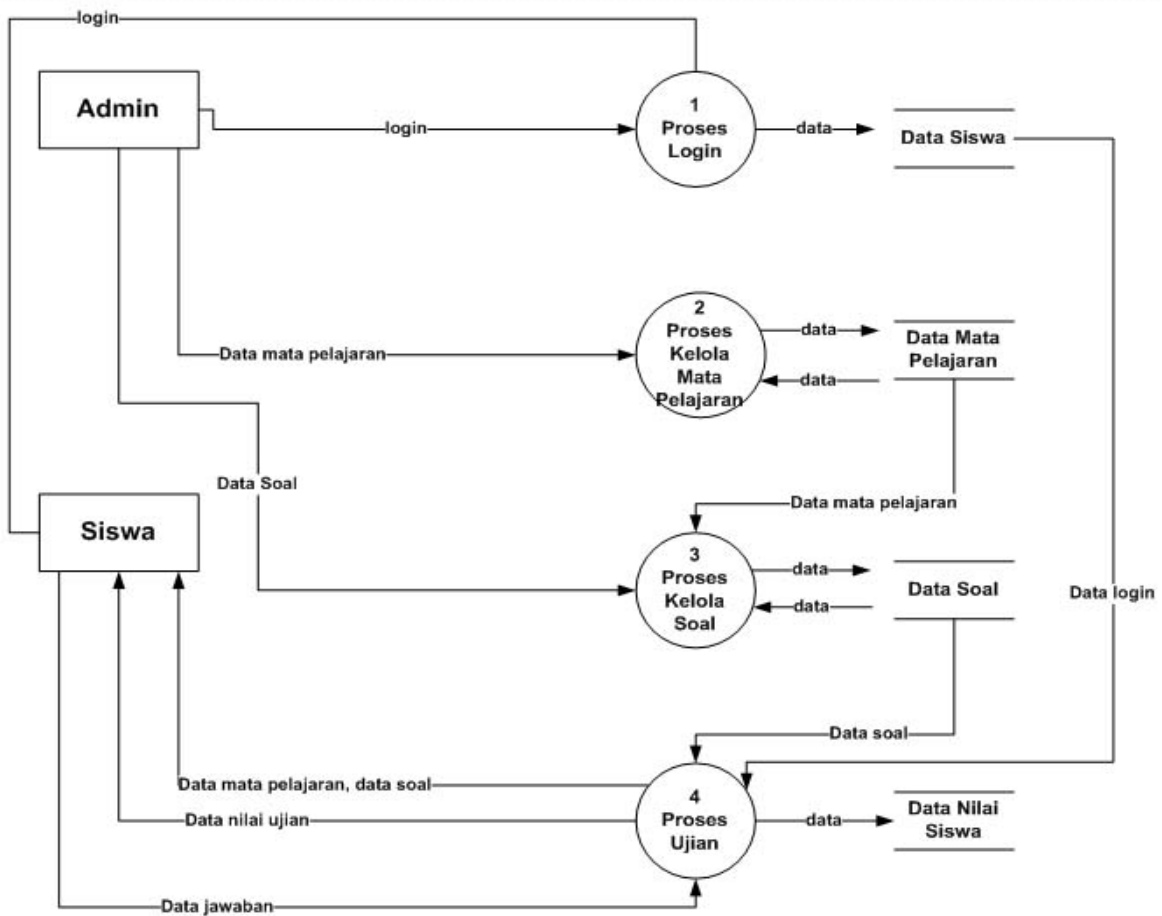 login
Admin
login
1
Proses
Login
data
Data Siswa
2
Proses
Kelola
Mata
Pelajaran
Data mata pelajaran
data
data
Data Mata
Pelajaran
Data Soal
Data mata pelajaran
Siswa
3
Proses
Kelola
Soal
data
data
Data Soal
Data login
Data soal
Data mata pelajaran, data soal
Data nilai ujian
4
Proses
Ujian
data
Data Nilai
Siswa
Data jawaban